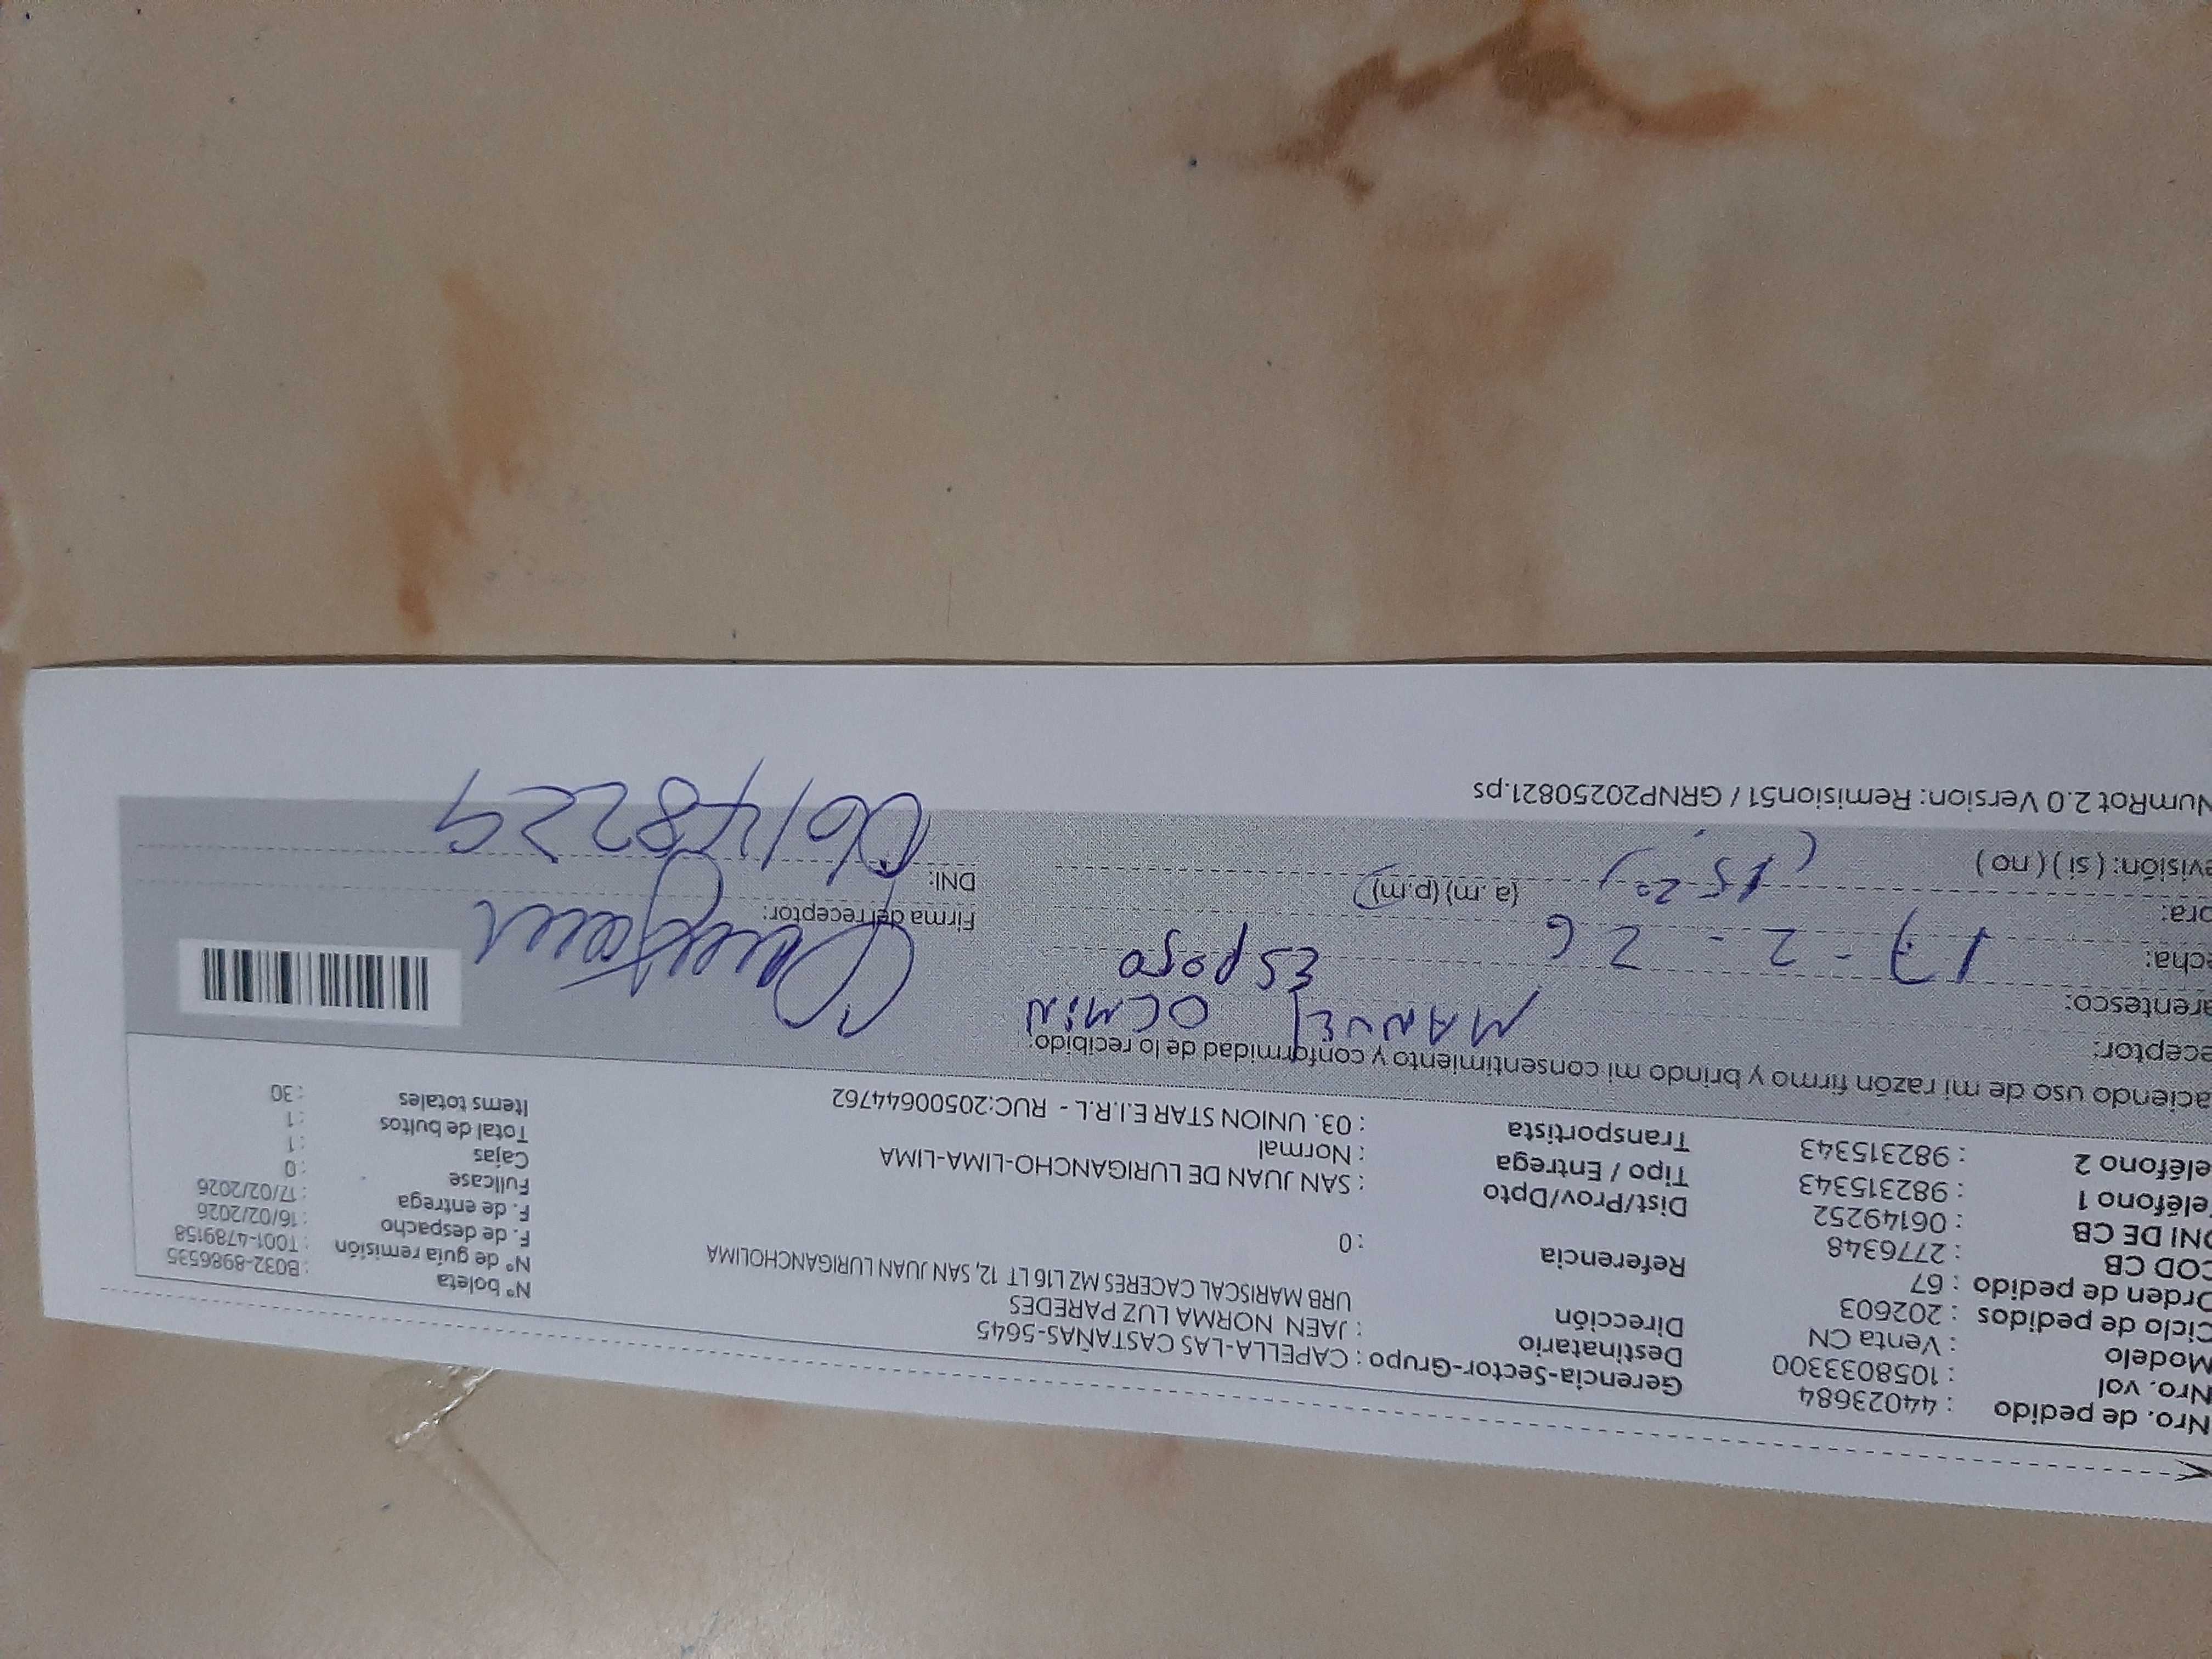 Nro. de pedido : 44023684 Gerencia-Sector-Grupo : CAPELLA-LAS CASTAÑAS-5645 N° boleta : B032-8986535
Nro. vol : 1058033300 Destinatario : JAEN NORMA LUZ PAREDES N° de guía remisión : T001-4789158
Modelo : Venta CN Dirección URB MARISCAL CACERES MZ L16 LT 12, SAN JUAN LURIGANCHOLIMA F. de despacho : 16/02/2026
Ciclo de pedidos : 202603 F. de entrega : 17/02/2026
Orden de pedido : 67 Referencia : 0 Fullcase : 0
COD CB : 2776348 Dist/Prov/Dpto : SAN JUAN DE LURIGANCHO-LIMA-LIMA Cajas : 1
DNI DE CB : 06149252 Tipo / Entrega : Normal Total de bultos : 1
eléfono 1 : 982315343 Transportista : 03. UNION STAR E.I.R.L - RUC:20500644762 Items totales : 30
eléfono 2 : 982315343
aciendo uso de mi razón firmo y brindo mi consentimiento y conformidad de lo recibido:
eceptor: MANUEL OCMIN
arentesco: Esposo
echa: 17 - 2 - 26 Firma del receptor:
ora: (15:20) (a. m) (p.m) DNI: 06148229
evisión: ( si ) ( no )
NumRot 2.0 Version: Remision51 / GRNP20250821.ps